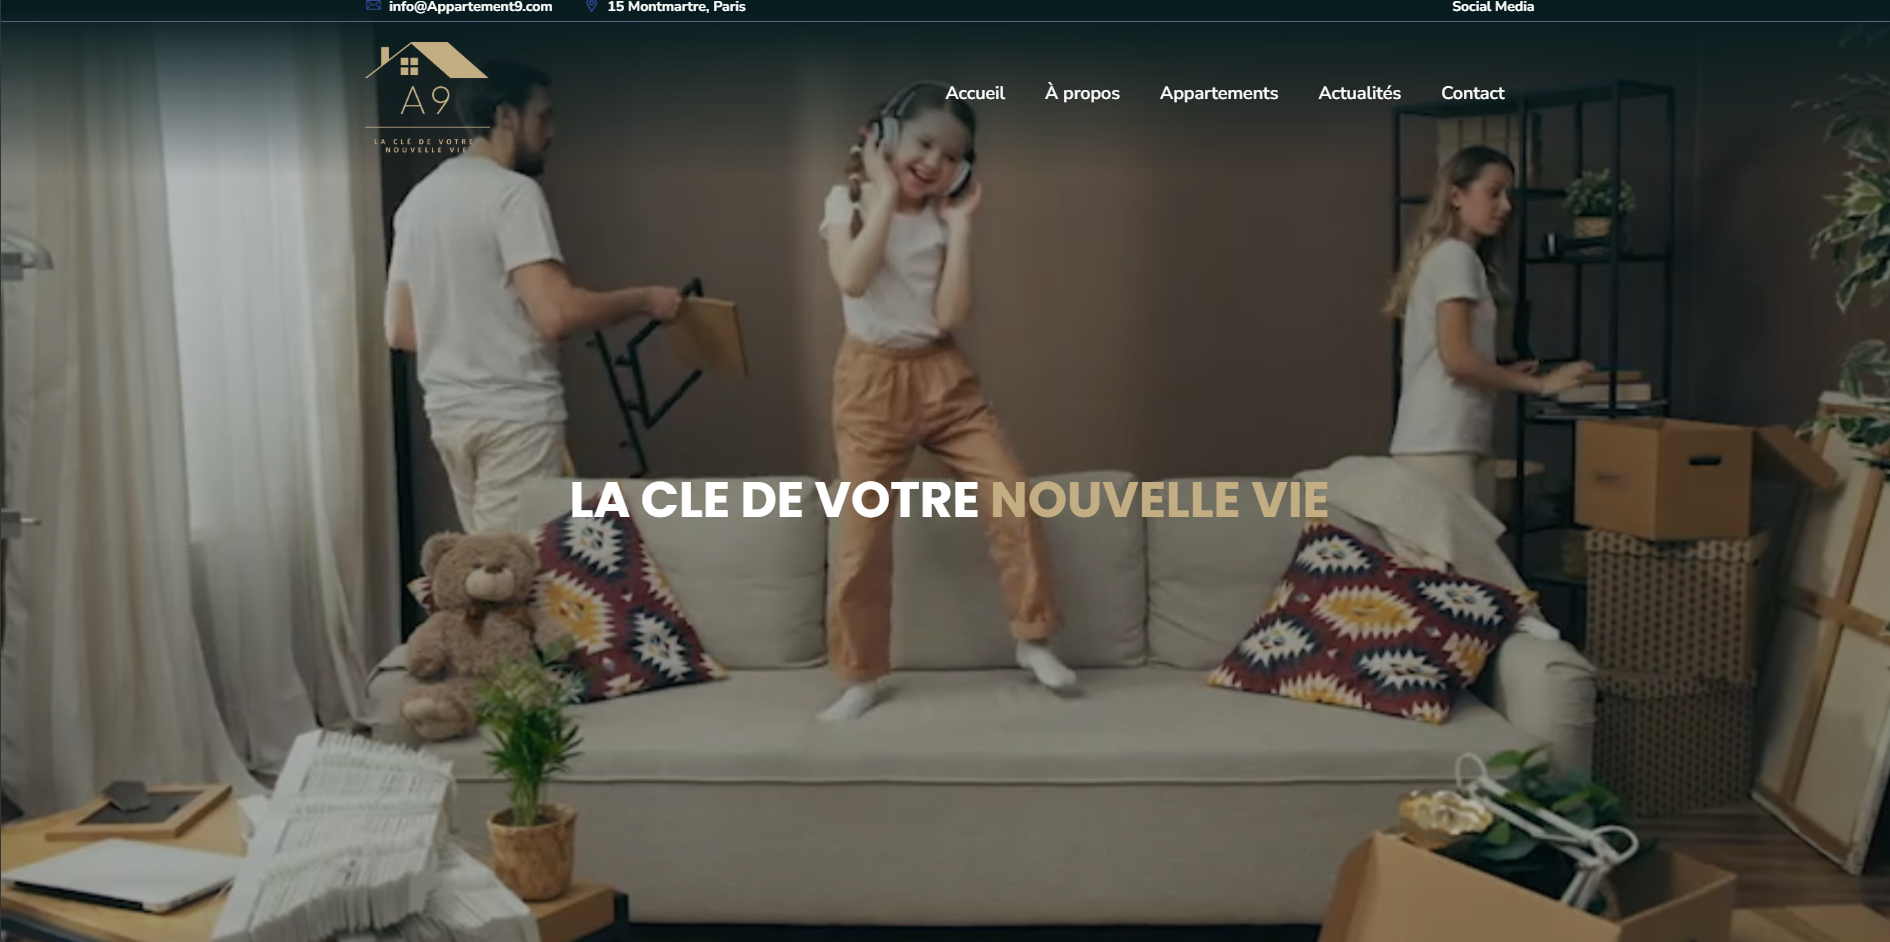 info@Appartement9.com
15 Montmartre, Paris
Social Media
A9
LA CLÉ DE VOTRE
NOUVELLE VIE
Accueil
À propos
Appartements
Actualités
Contact
LA CLE DE VOTRE NOUVELLE VIE